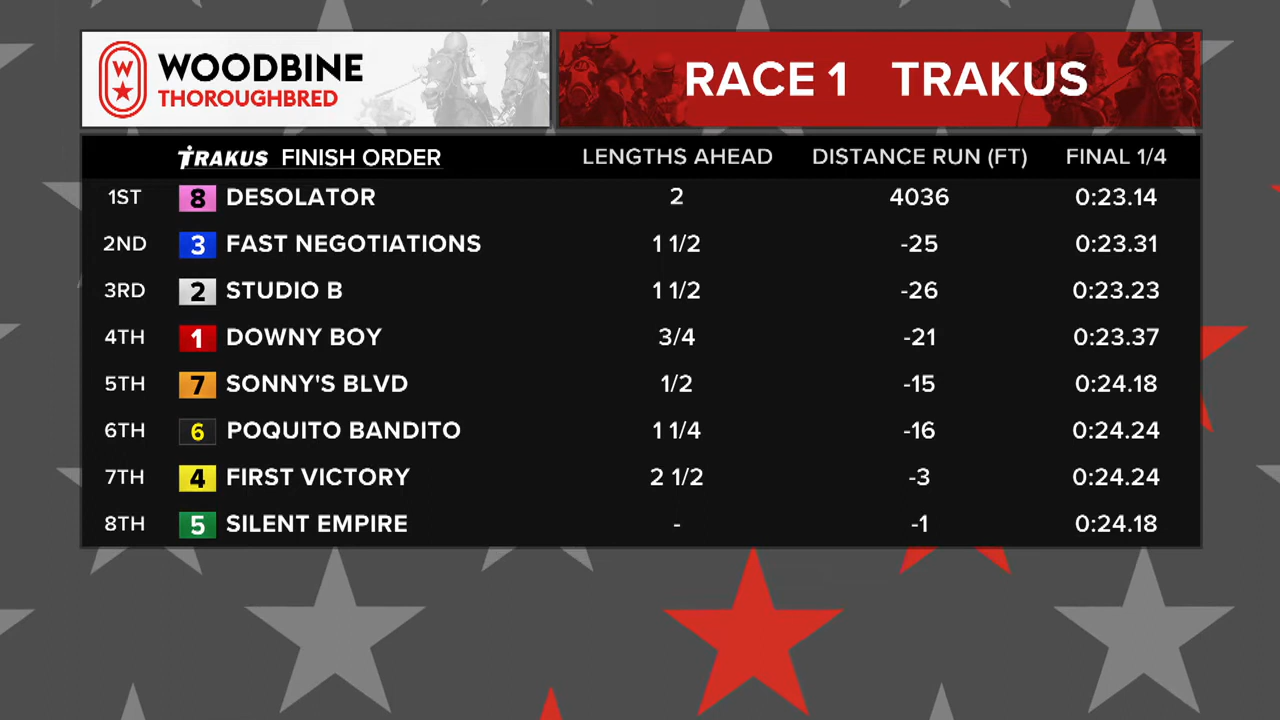 W
WOODBINE
THOROUGHBRED
RACE 1 TRAKUS
TRAKUS FINISH ORDER LENGTHS AHEAD DISTANCE RUN (FT) FINAL 1/4
1ST 8 DESOLATOR 2 4036 0:23.14
2ND 3 FAST NEGOTIATIONS 1 1/2 -25 0:23.31
3RD 2 STUDIO B 1 1/2 -26 0:23.23
4TH 1 DOWNY BOY 3/4 -21 0:23.37
5TH 7 SONNY'S BLVD 1/2 -15 0:24.18
6TH 6 POQUITO BANDITO 1 1/4 -16 0:24.24
7TH 4 FIRST VICTORY 2 1/2 -3 0:24.24
8TH 5 SILENT EMPIRE - -1 0:24.18